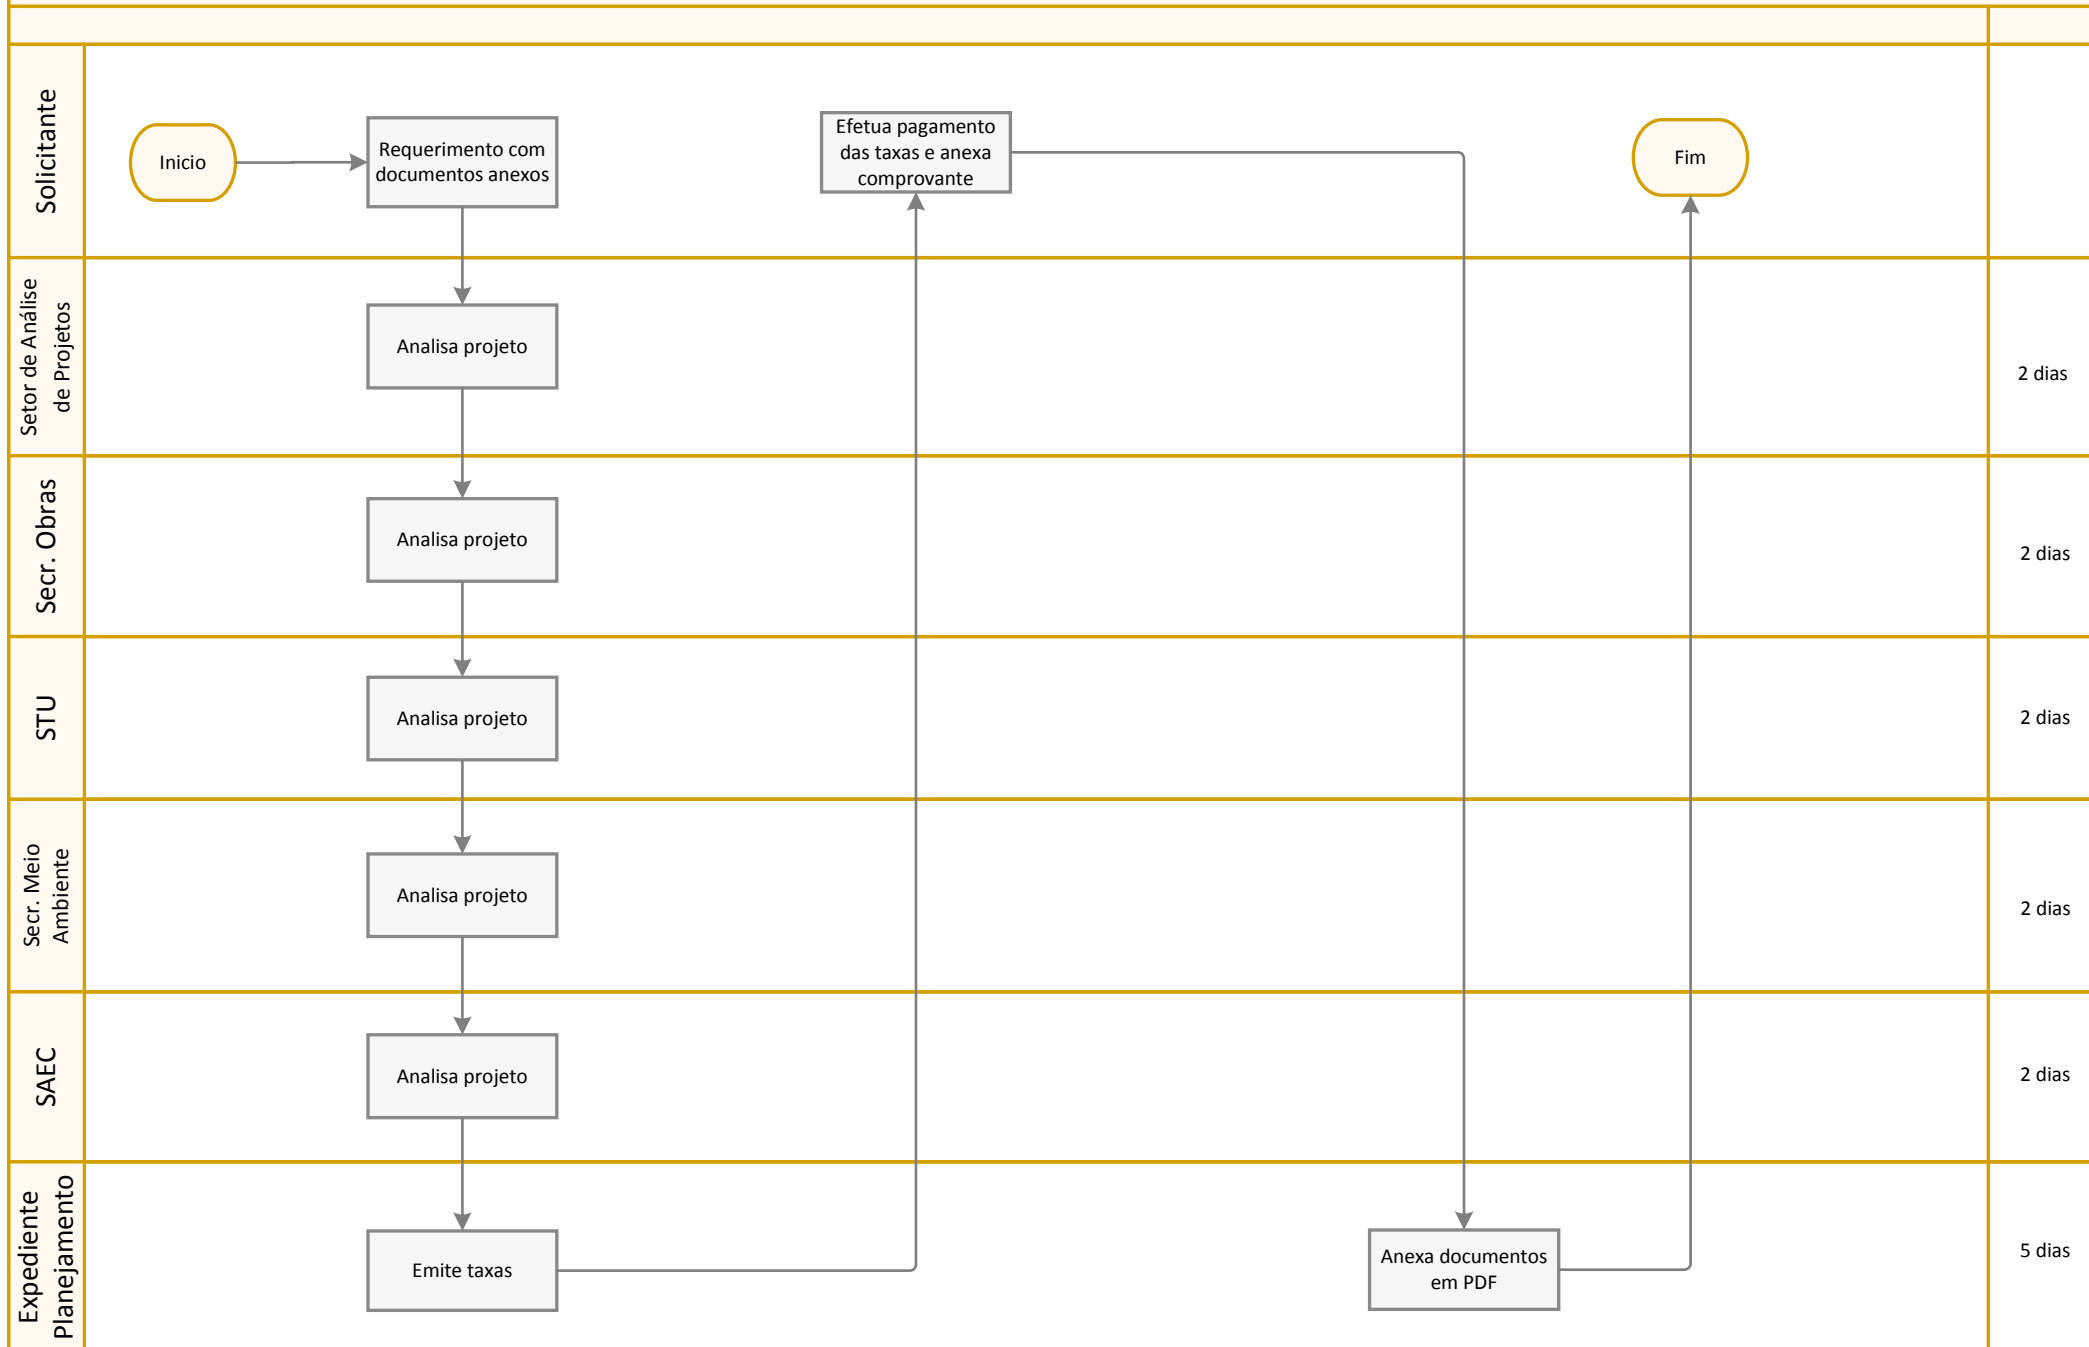 Solicitante
Inicio
Requerimento com
documentos anexos
Efetua pagamento
das taxas e anexa
comprovante
Fim
Setor de Análise
de Projetos
Analisa projeto
2 dias
Secr. Obras
Analisa projeto
2 dias
STU
Analisa projeto
2 dias
Secr. Meio
Ambiente
Analisa projeto
2 dias
SAEC
Analisa projeto
2 dias
Expediente
Planejamento
Emite taxas
Anexa documentos
em PDF
5 dias